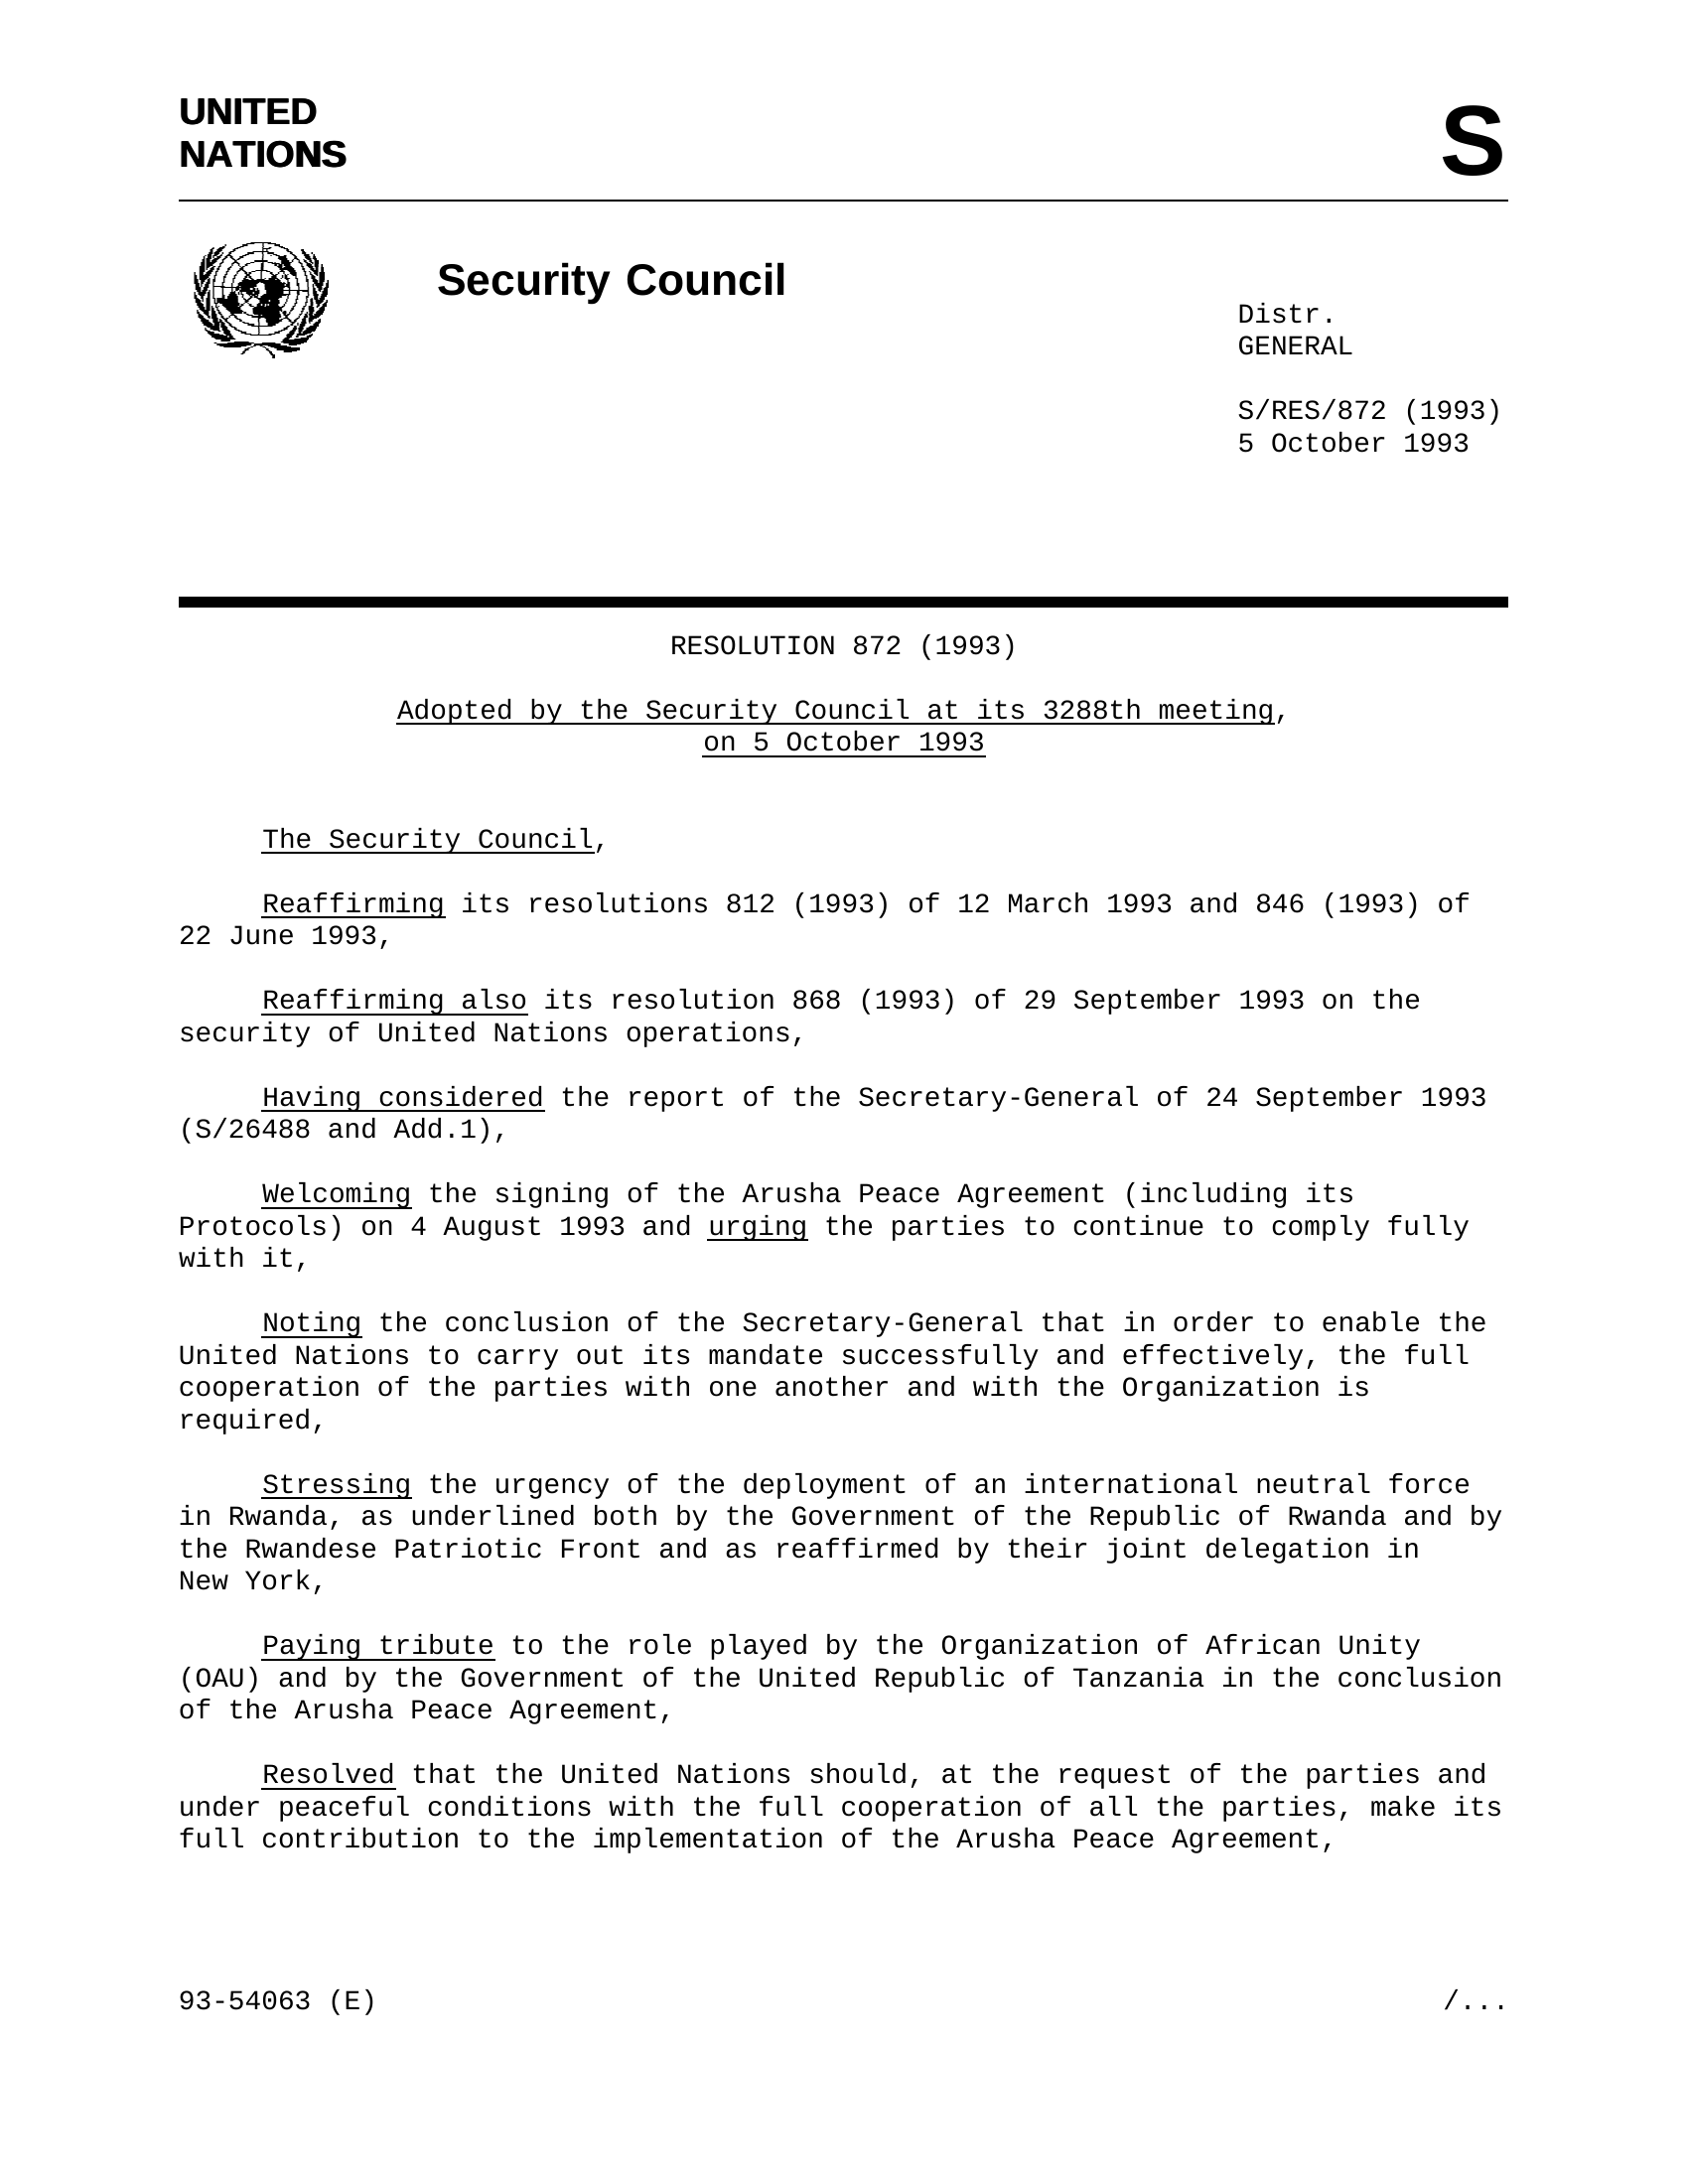 UNITED
NATIONS
S
Security Council
Distr.
GENERAL
S/RES/872 (1993)
5 October 1993
RESOLUTION 872 (1993)
Adopted by the Security Council at its 3288th meeting,
on 5 October 1993
The Security Council,
Reaffirming its resolutions 812 (1993) of 12 March 1993 and 846 (1993) of
22 June 1993,
Reaffirming also its resolution 868 (1993) of 29 September 1993 on the
security of United Nations operations,
Having considered the report of the Secretary-General of 24 September 1993
(S/26488 and Add.1),
Welcoming the signing of the Arusha Peace Agreement (including its
Protocols) on 4 August 1993 and urging the parties to continue to comply fully
with it,
Noting the conclusion of the Secretary-General that in order to enable the
United Nations to carry out its mandate successfully and effectively, the full
cooperation of the parties with one another and with the Organization is
required,
Stressing the urgency of the deployment of an international neutral force
in Rwanda, as underlined both by the Government of the Republic of Rwanda and by
the Rwandese Patriotic Front and as reaffirmed by their joint delegation in
New York,
Paying tribute to the role played by the Organization of African Unity
(OAU) and by the Government of the United Republic of Tanzania in the conclusion
of the Arusha Peace Agreement,
Resolved that the United Nations should, at the request of the parties and
under peaceful conditions with the full cooperation of all the parties, make its
full contribution to the implementation of the Arusha Peace Agreement,
93-54063 (E)
/...